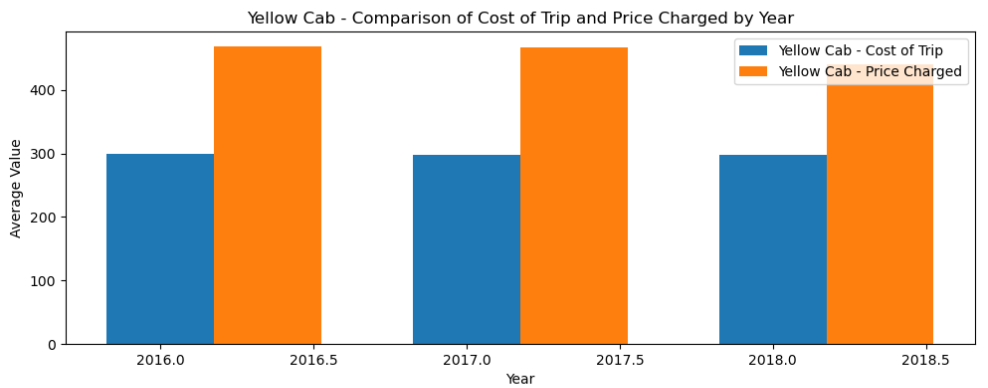 Yellow Cab - Comparison of Cost of Trip and Price Charged by Year
Yellow Cab - Cost of Trip
Yellow Cab - Price Charged
Average Value
400
300
200
100
0
2016.0 2016.5 2017.0 2017.5 2018.0 2018.5
Year